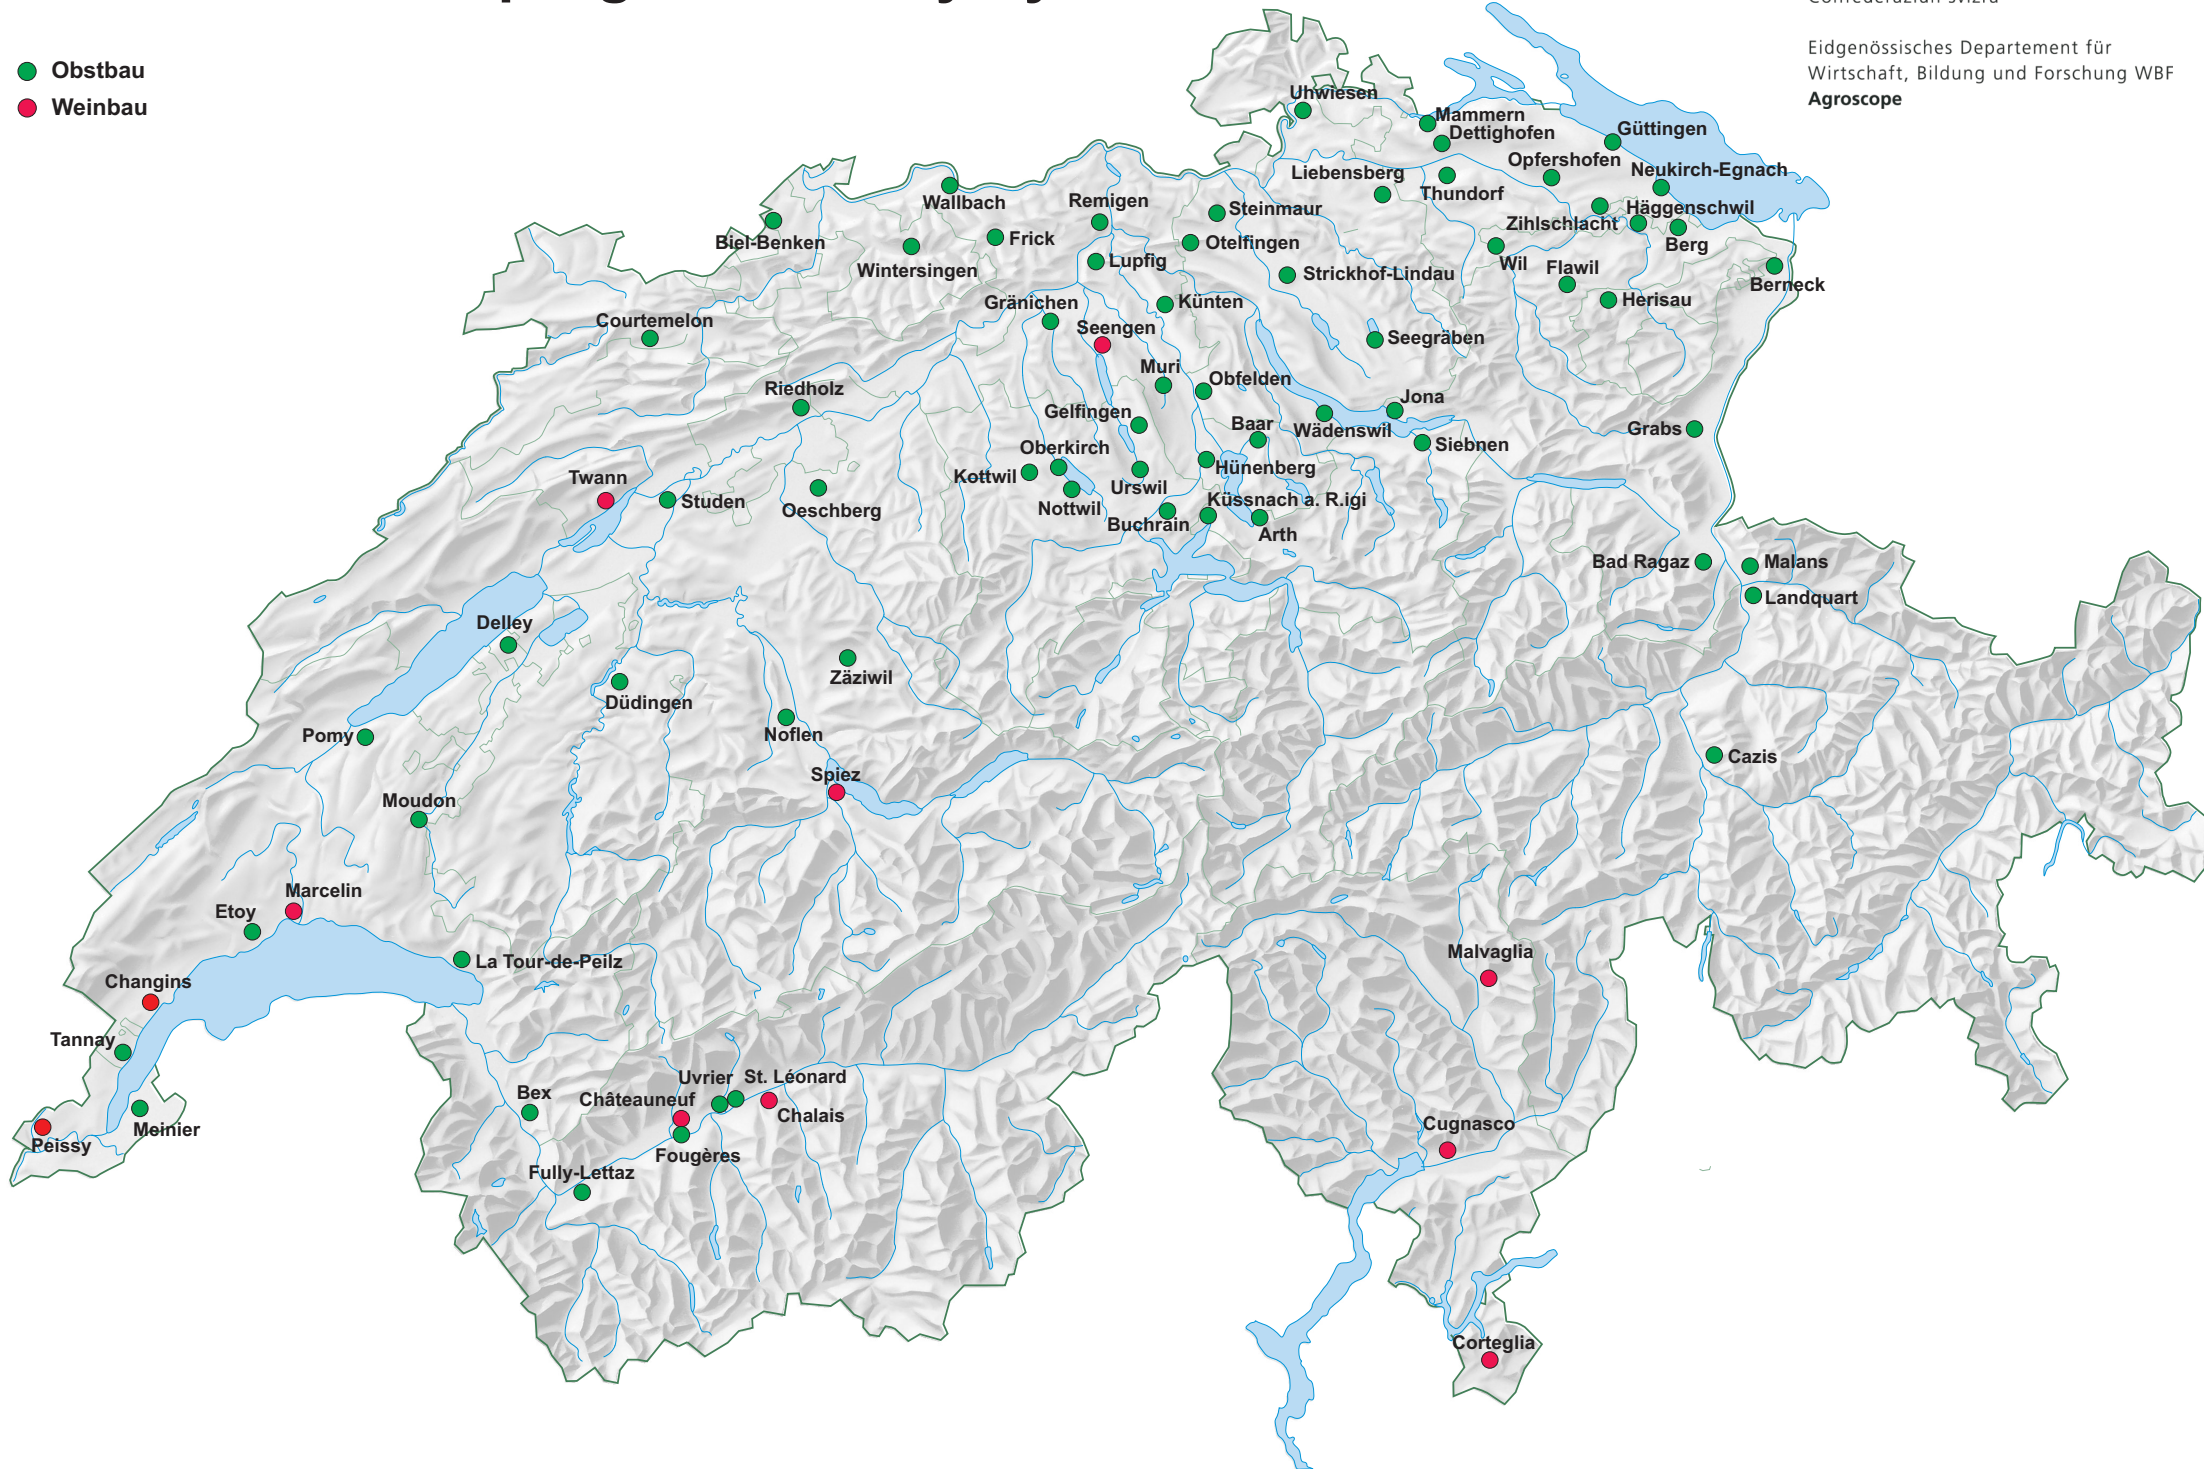 Obstbau
Weinbau
Eidgenössisches Departement für
Wirtschaft, Bildung und Forschung WBF
Agroscope
Uhwiesen
Mammern
Dettighofen
Güttingen
Opfershofen
Liebensberg
Neukirch-Egnach
Thundorf
Wallbach
Remigen
Steinmaur
Häggenschwil
Zihlschlacht
Biel-Benken
Frick
Otelfingen
Berg
Wintersingen
Lupfig
Strickhof-Lindau
Wil
Flawil
Berneck
Gränichen
Künten
Herisau
Courtemelon
Seengen
Seegräben
Muri
Riedholz
Obfelden
Jona
Gelfingen
Baar
Wädenswil
Grabs
Oberkirch
Siebnen
Twann
Kottwil
Hünenberg
Studen
Urswil
Oeschberg
Nottwil
Küssnach a. R.igi
Buchrain
Arth
Bad Ragaz
Malans
Landquart
Delley
Zäziwil
Düdingen
Pomy
Noflen
Cazis
Spiez
Moudon
Marcelin
Etoy
La Tour-de-Peilz
Malvaglia
Changins
Tannay
Uvrier
St. Léonard
Bex
Châteauneuf
Chalais
Meinier
Cugnasco
Peissy
Fougères
Fully-Lettaz
Corteglia